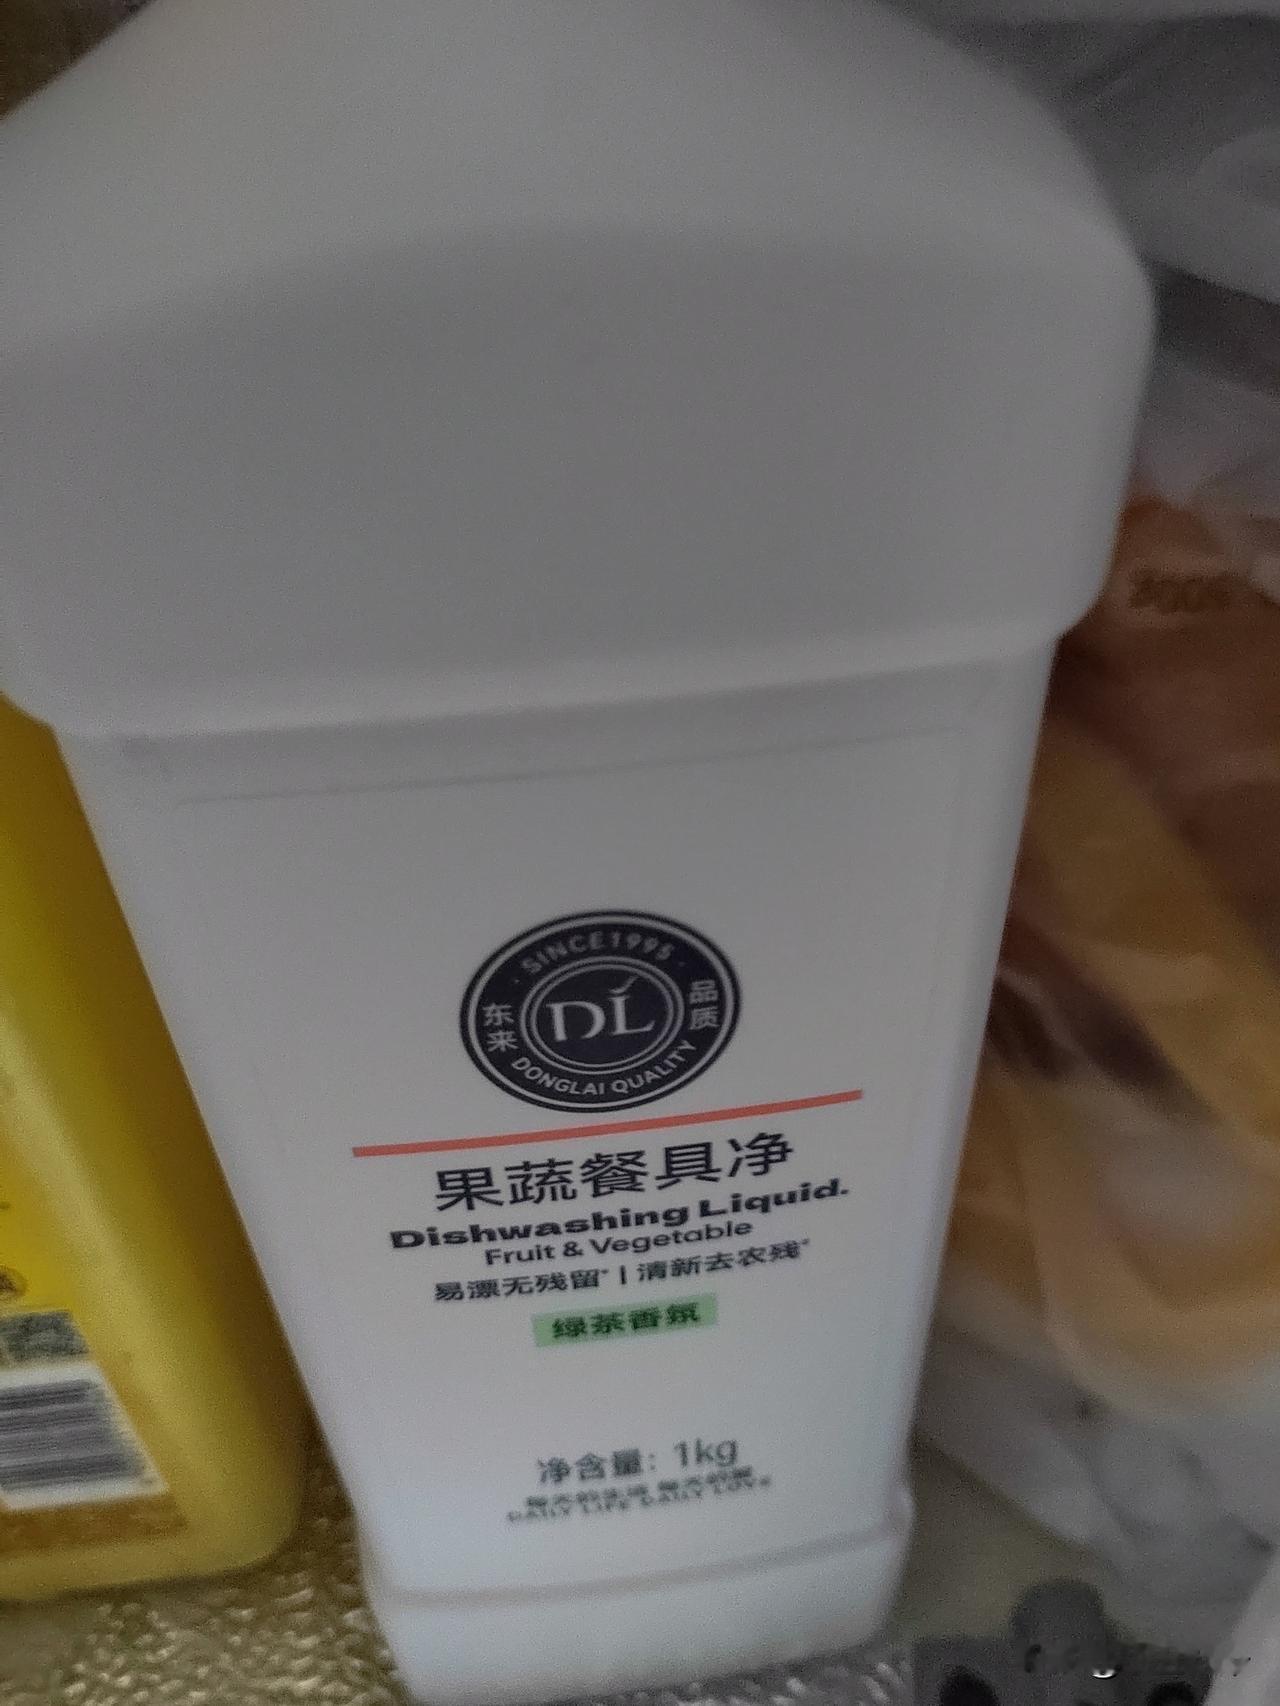 SINCE1995
东来 品质
DL
DONGLAI QUALITY
果蔬餐具净
Dishwashing Liquid.
Fruit & Vegetable
易漂无残留* | 清新去农残*
绿茶香氛
净含量: 1kg
DAILY LIFE DAILY LOVE